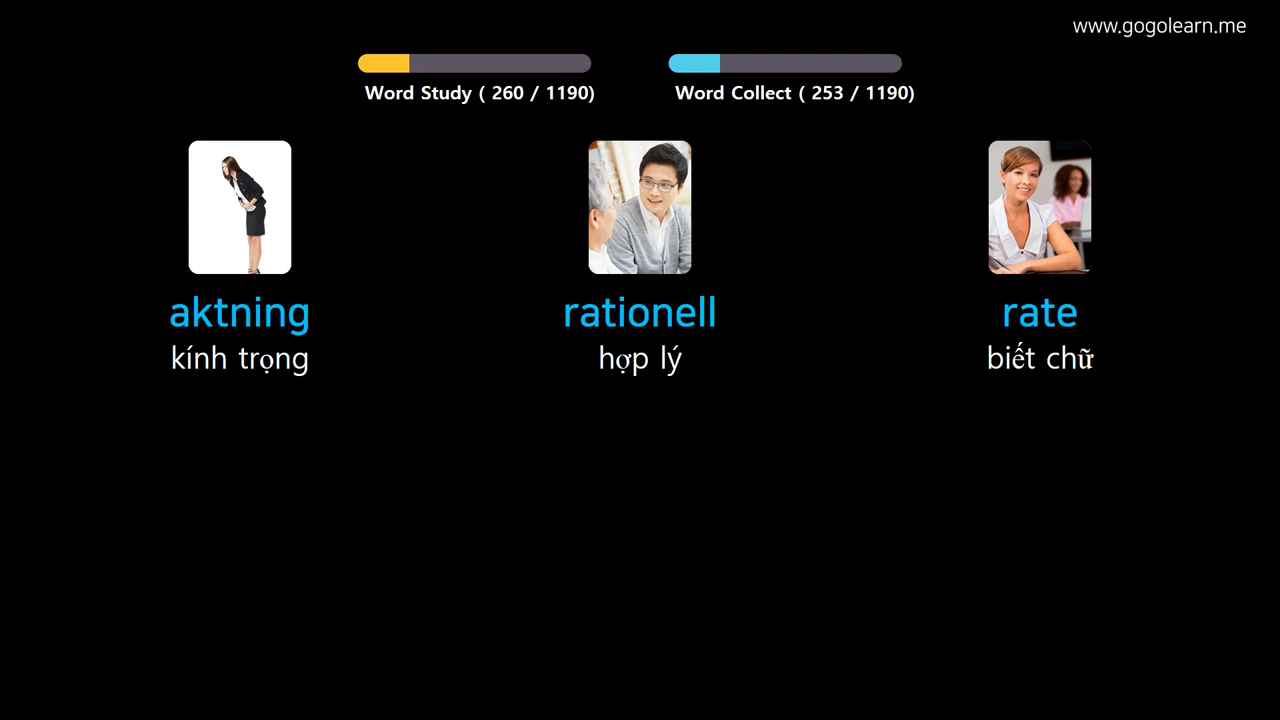 www.gogolearn.me
Word Study ( 260 / 1190)
Word Collect ( 253 / 1190)
aktning
rationell
rate
kính trọng
hợp lý
biết chữ